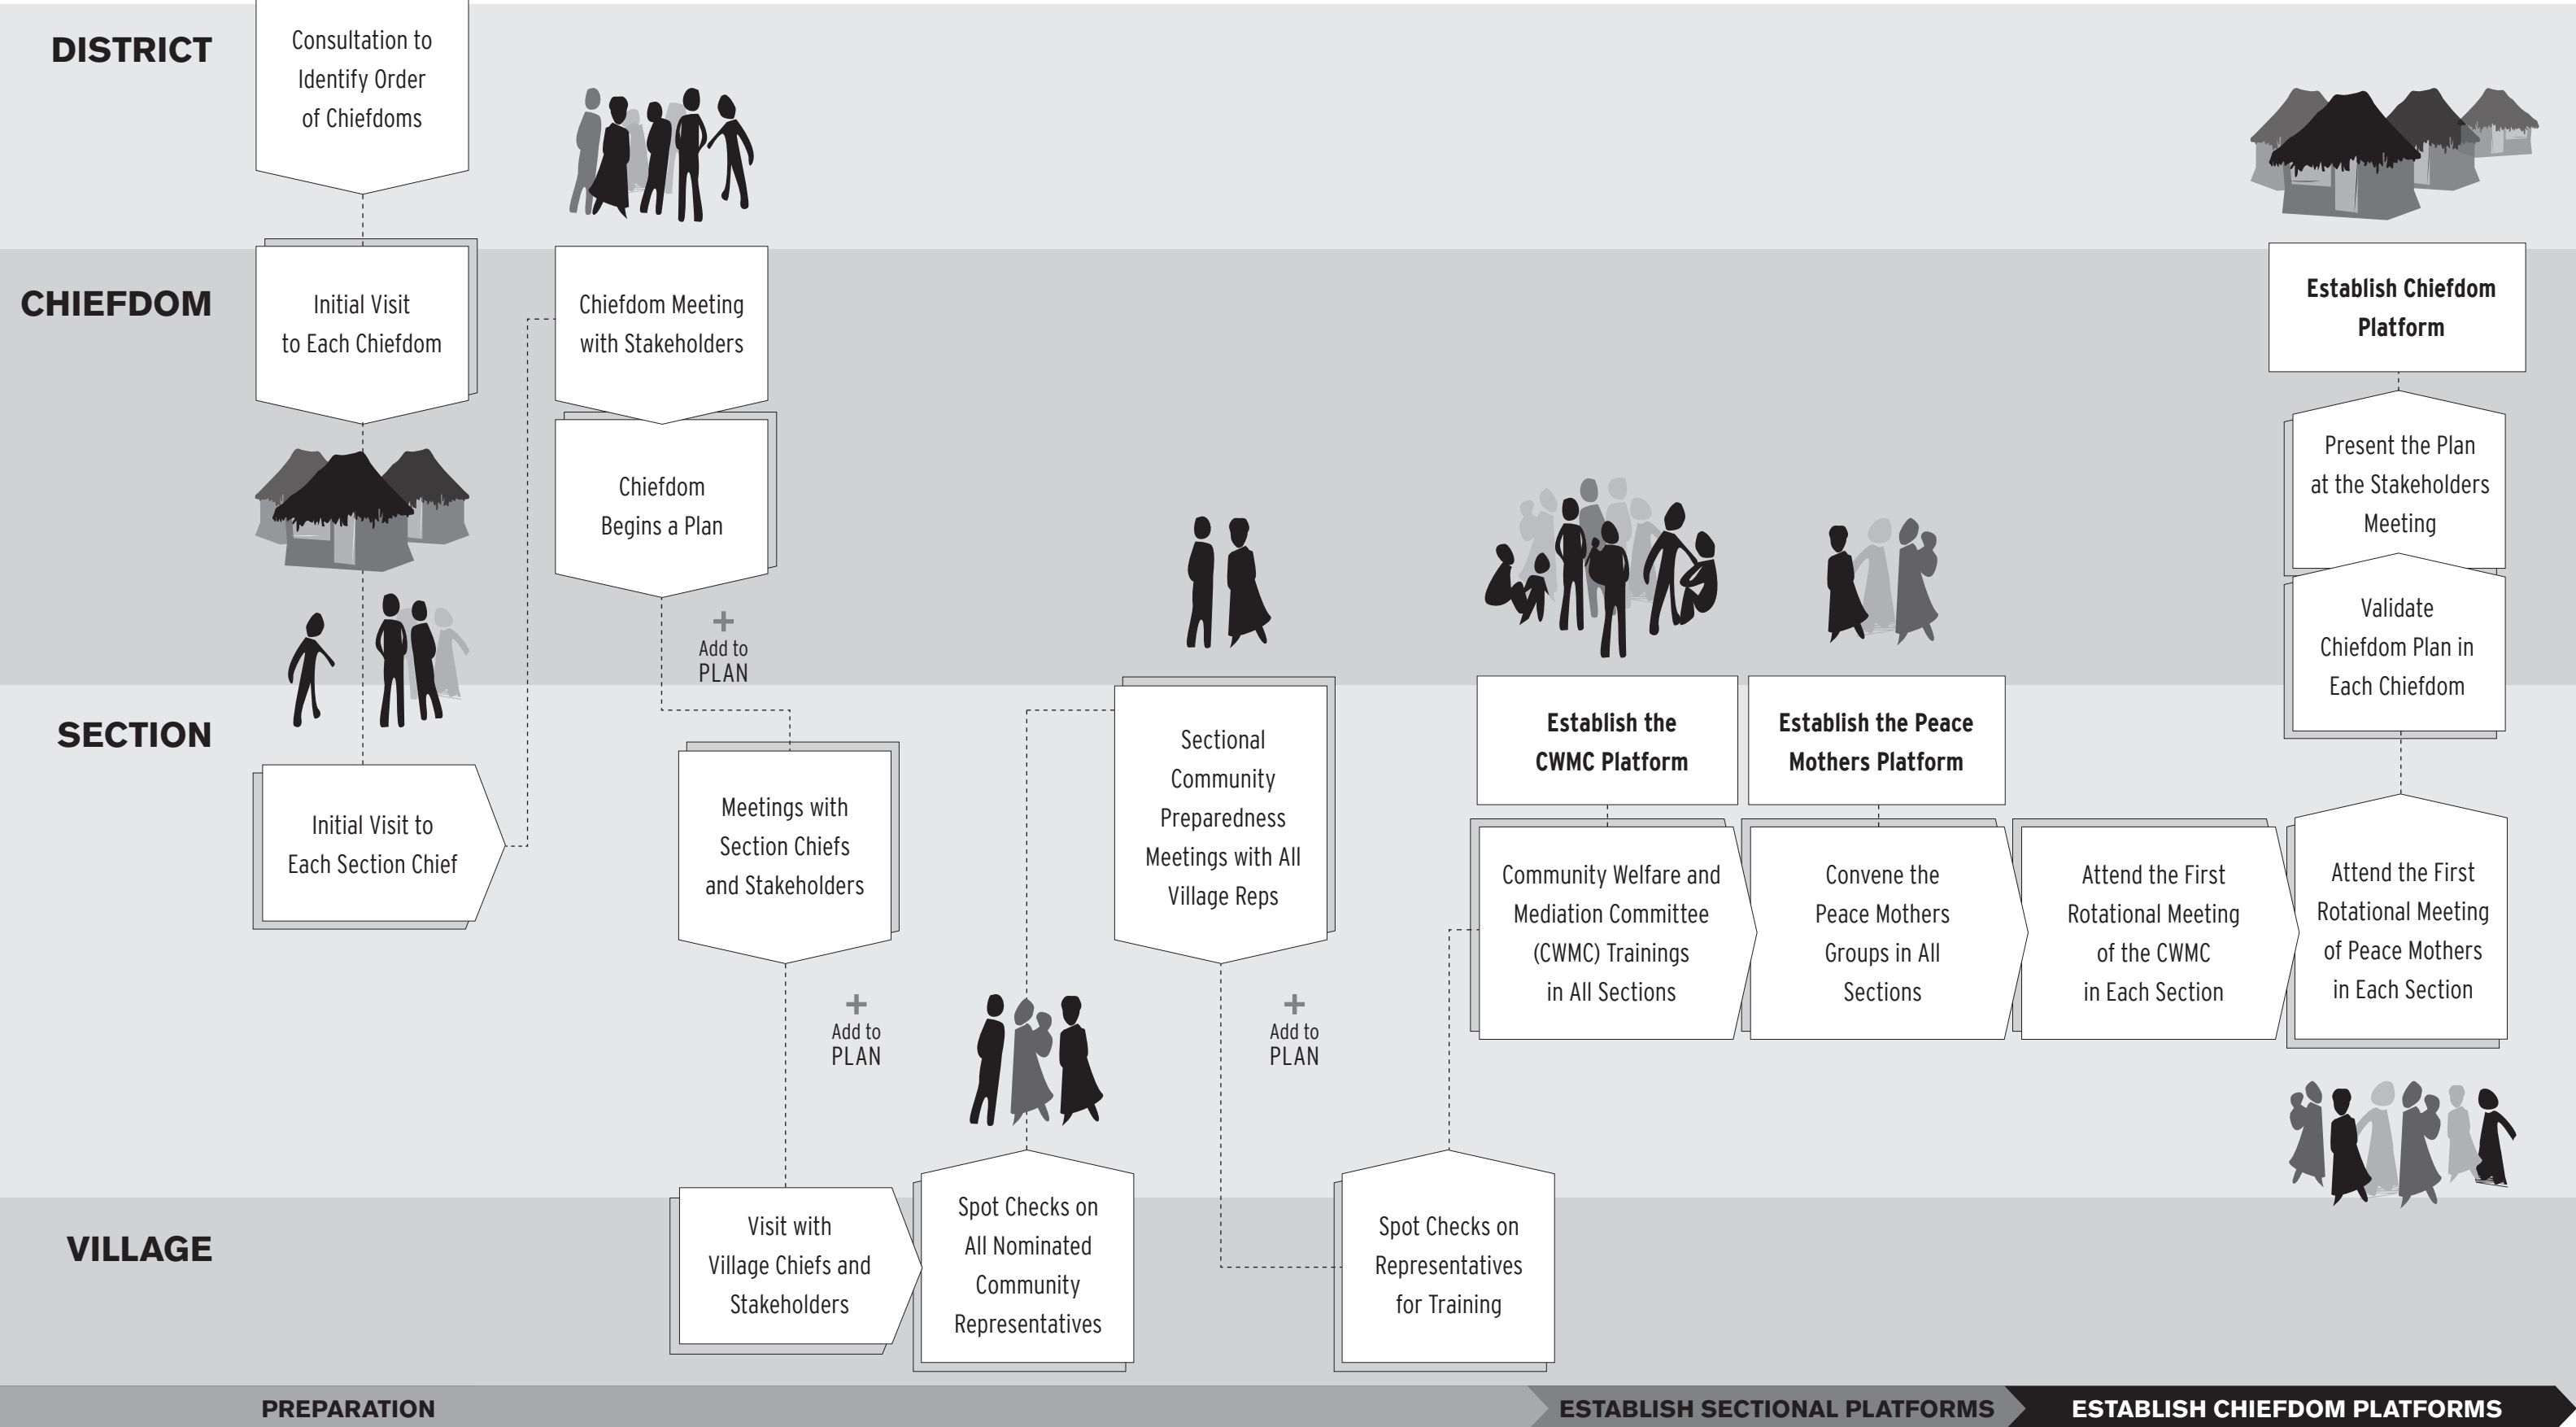 DISTRICT
Consultation to
Identify Order
of Chiefdoms
CHIEFDOM
Initial Visit
to Each Chiefdom
Chiefdom Meeting
with Stakeholders
Chiefdom
Begins a Plan
+
Add to
PLAN
Establish Chiefdom
Platform
Present the Plan
at the Stakeholders
Meeting
Validate
Chiefdom Plan in
Each Chiefdom
SECTION
Initial Visit to
Each Section Chief
Meetings with
Section Chiefs
and Stakeholders
+
Add to
PLAN
Sectional
Community
Preparedness
Meetings with All
Village Reps
+
Add to
PLAN
Establish the
CWMC Platform
Establish the Peace
Mothers Platform
Community Welfare and
Mediation Committee
(CWMC) Trainings
in All Sections
Convene the
Peace Mothers
Groups in All
Sections
Attend the First
Rotational Meeting
of the CWMC
in Each Section
Attend the First
Rotational Meeting
of Peace Mothers
in Each Section
VILLAGE
Visit with
Village Chiefs and
Stakeholders
Spot Checks on
All Nominated
Community
Representatives
Spot Checks on
Representatives
for Training
PREPARATION
ESTABLISH SECTIONAL PLATFORMS
ESTABLISH CHIEFDOM PLATFORMS